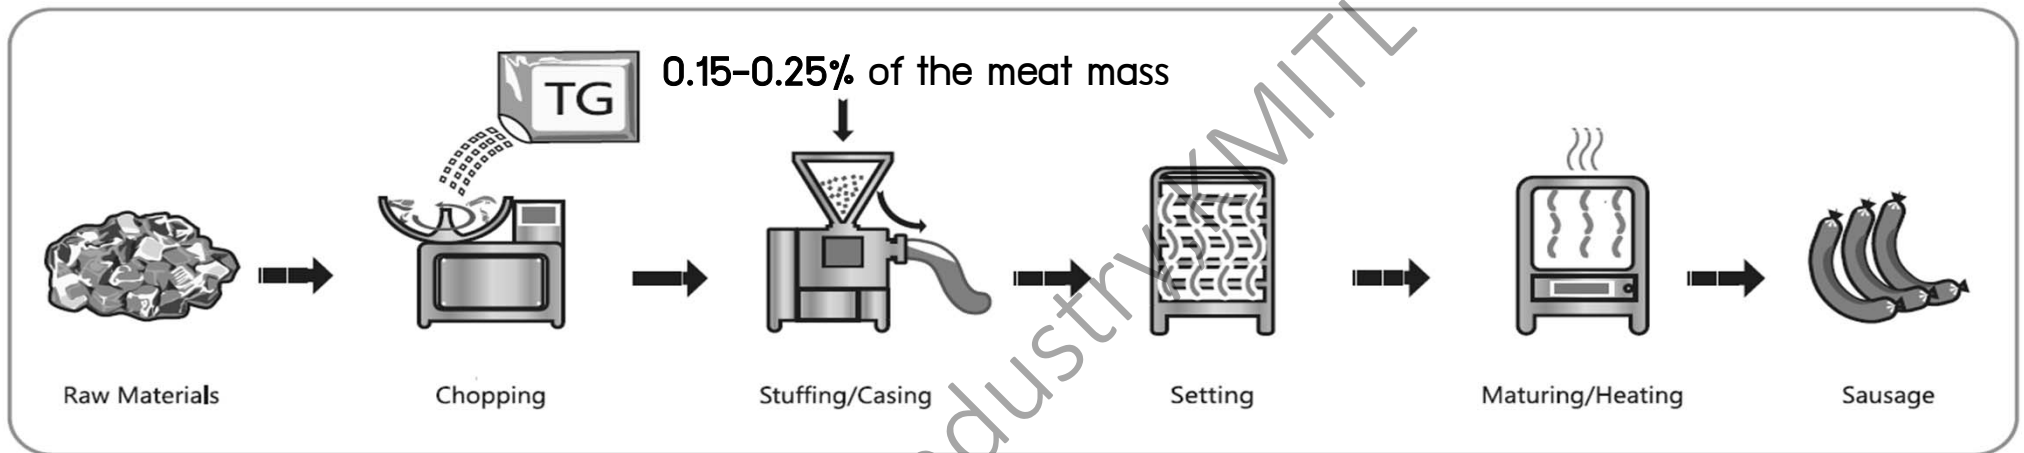 TG
0.15-0.25% of the meat mass
Raw Materials
Chopping
Stuffing/Casing
Setting
Maturing/Heating
Sausage